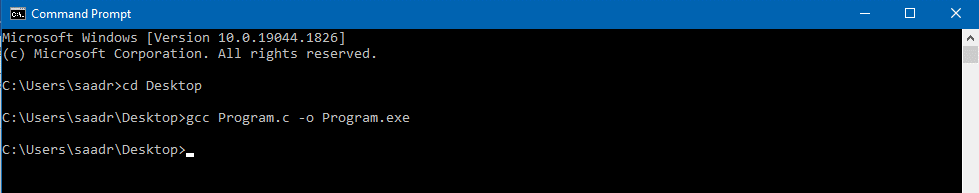 Command Prompt
Microsoft Windows [Version 10.0.19044.1826]
(c) Microsoft Corporation. All rights reserved.
C:\Users\saadr>cd Desktop
C:\Users\saadr\Desktop>gcc Program.c -o Program.exe
C:\Users\saadr\Desktop>